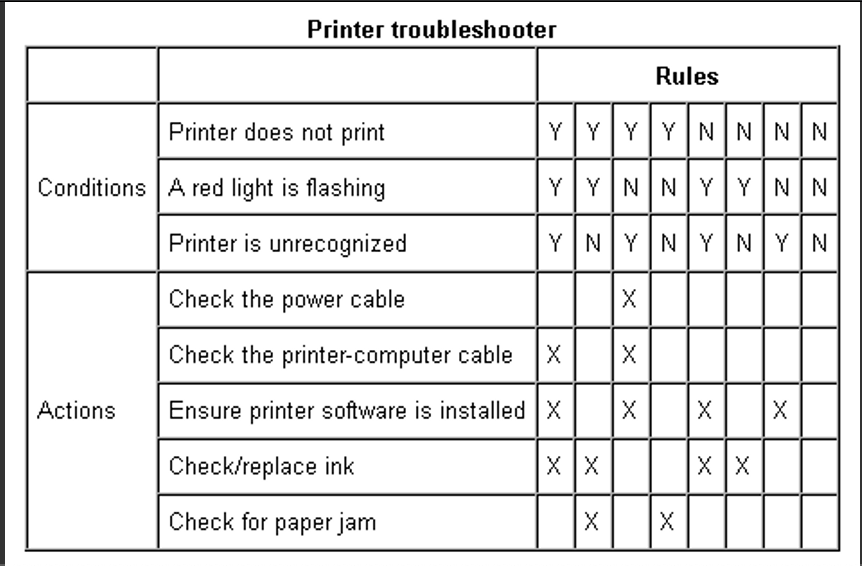 Printer troubleshooter
Rules
Conditions
Printer does not print Y Y Y Y N N N N
A red light is flashing Y Y N N Y Y N N
Printer is unrecognized Y N Y N Y N Y N
Actions
Check the power cable X
Check the printer-computer cable X X
Ensure printer software is installed X X X X
Check/replace ink X X X X
Check for paper jam X X